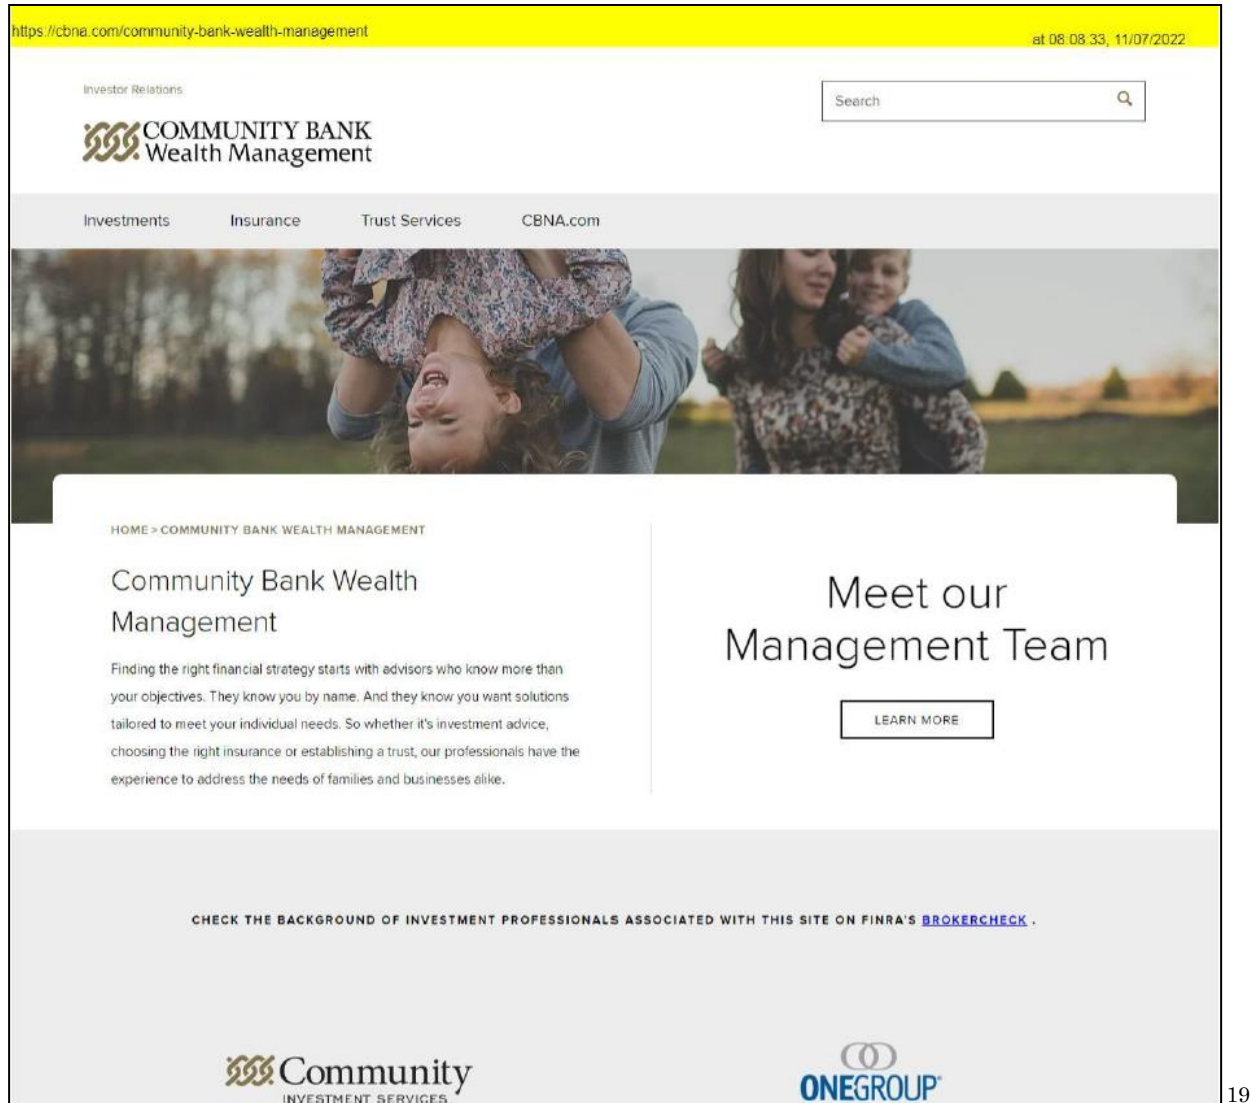 https://cbna.com/community-bank-wealth-management
at 08:08:33, 11/07/2022
Investor Relations
Search
COMMUNITY BANK
Wealth Management
Investments Insurance Trust Services CBNA.com
HOME > COMMUNITY BANK WEALTH MANAGEMENT
Community Bank Wealth
Management
Finding the right financial strategy starts with advisors who know more than
your objectives. They know you by name. And they know you want solutions
tailored to meet your individual needs. So whether it's investment advice,
choosing the right insurance or establishing a trust, our professionals have the
experience to address the needs of families and businesses alike.
Meet our
Management Team
LEARN MORE
CHECK THE BACKGROUND OF INVESTMENT PROFESSIONALS ASSOCIATED WITH THIS SITE ON FINRA'S BROKERCHECK .
Community
INVESTMENT SERVICES
ONEGROUP®
19